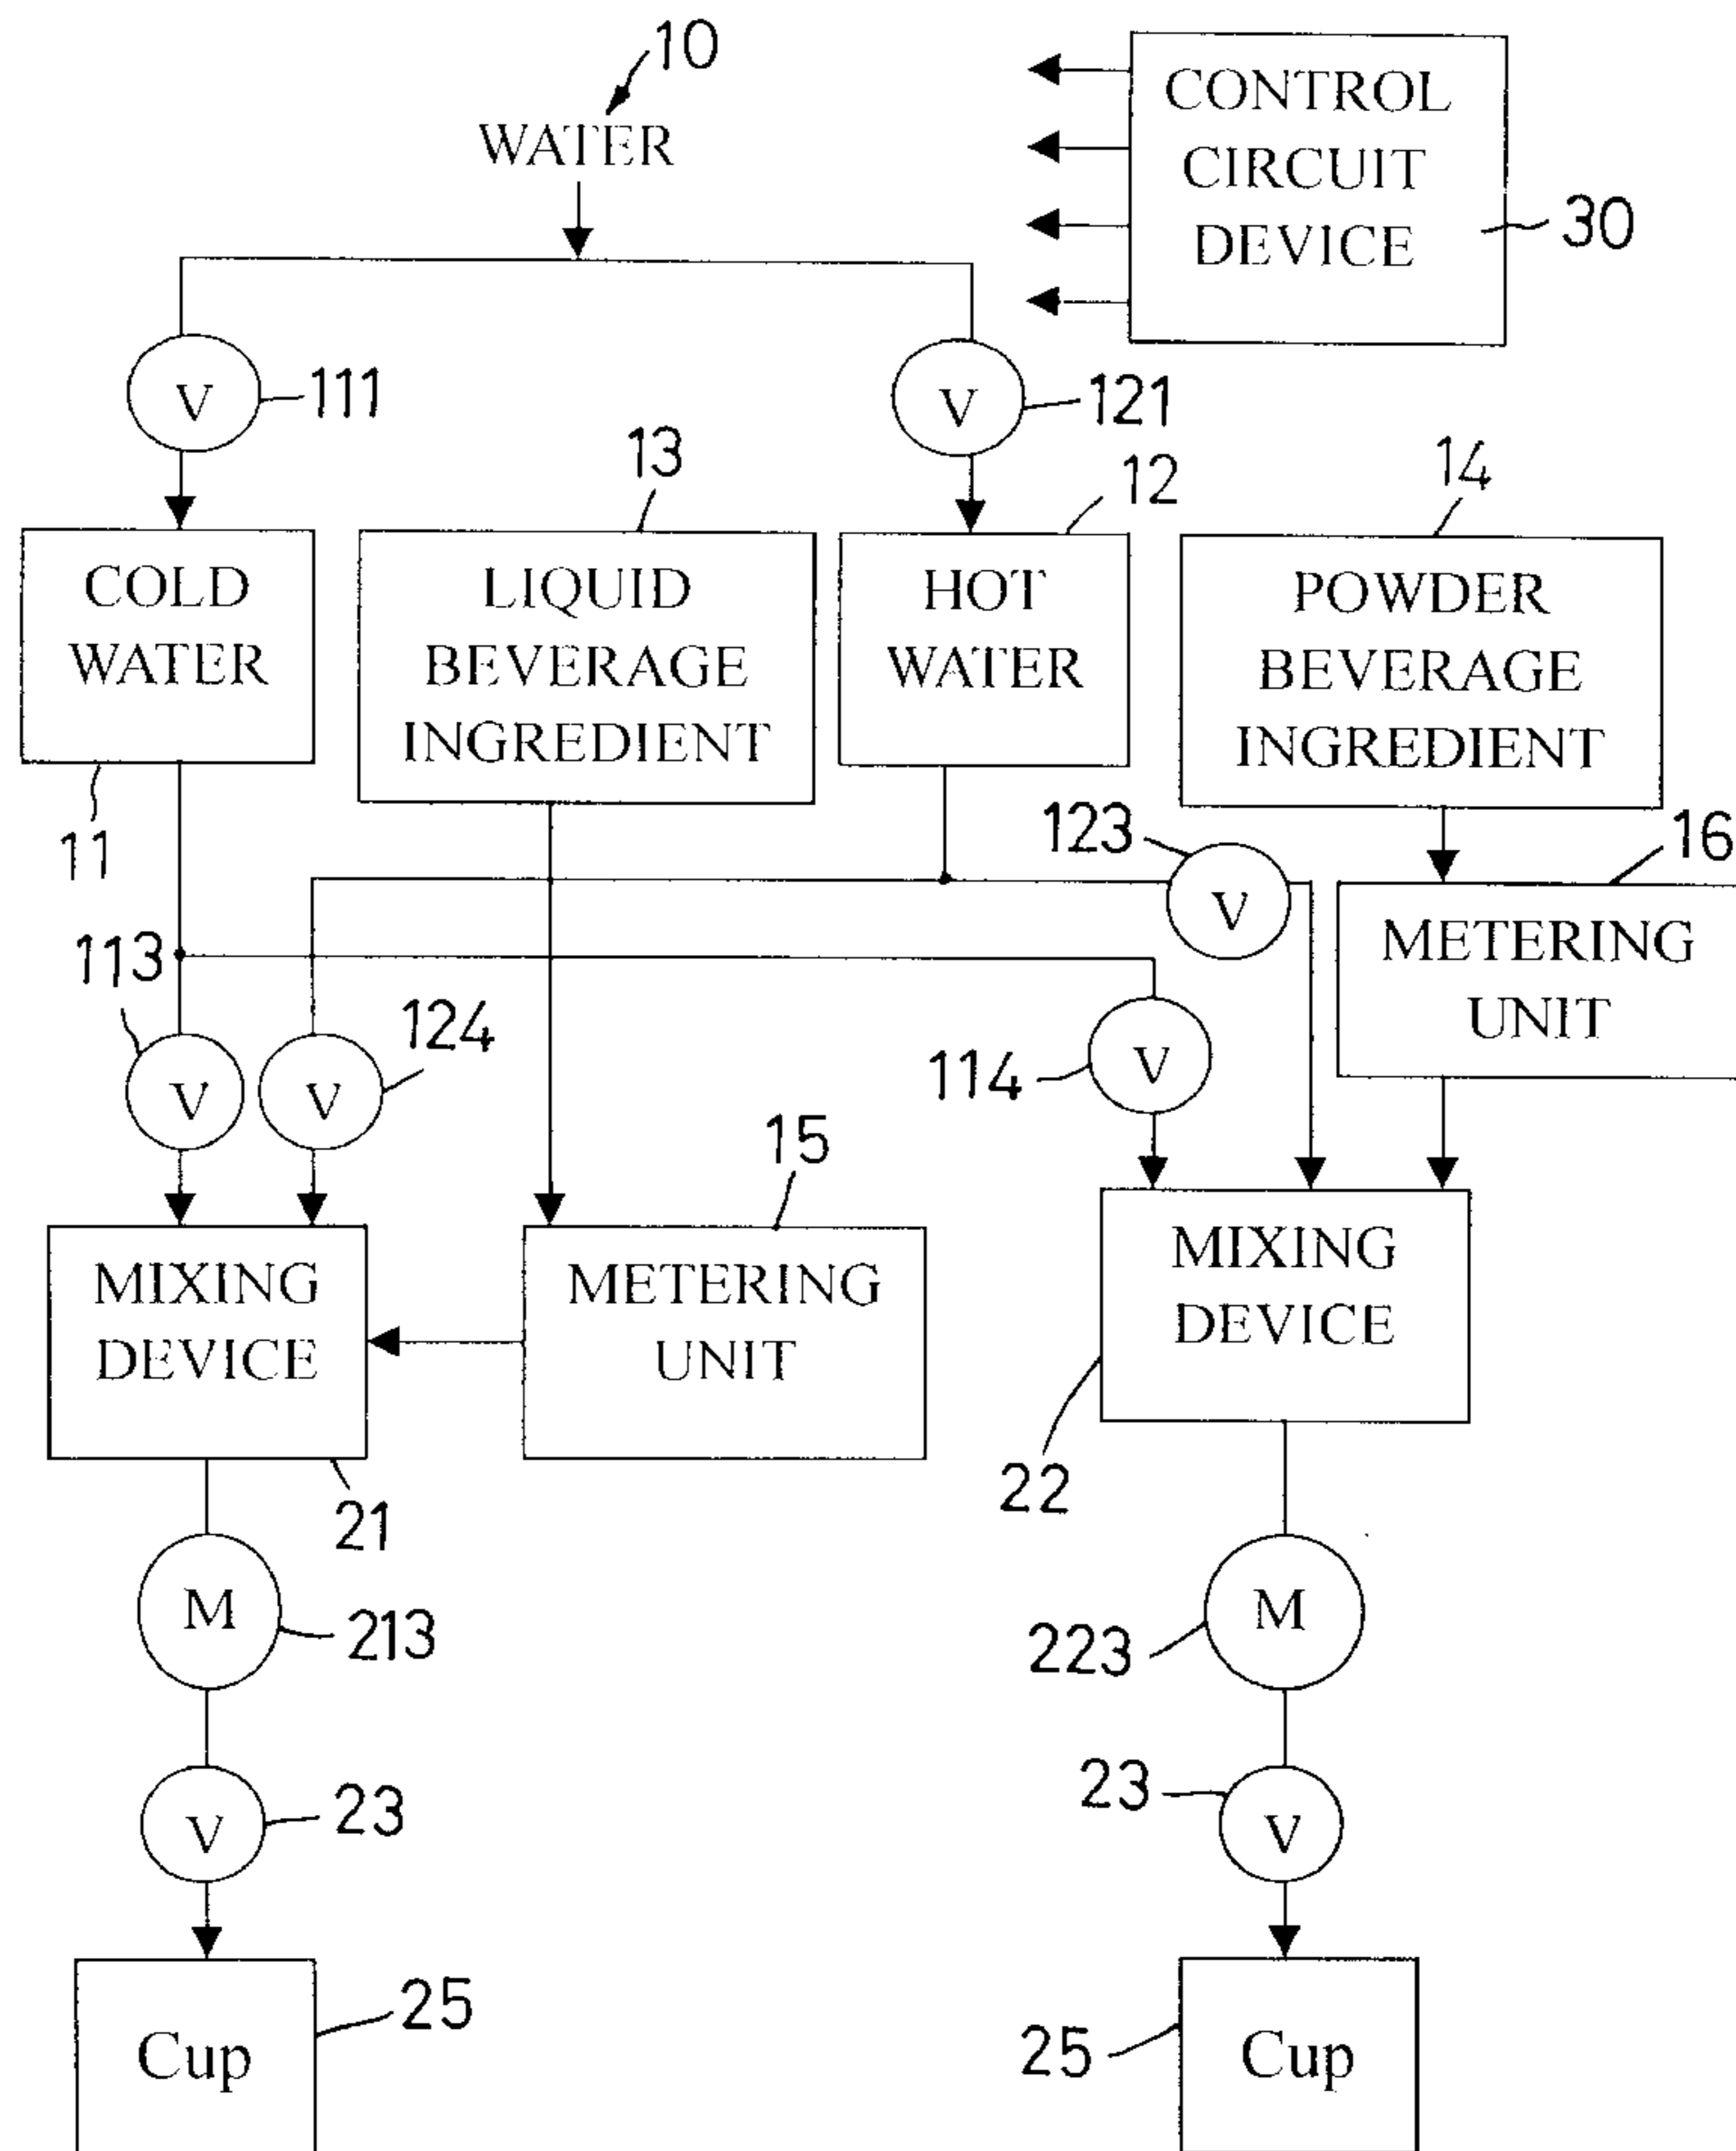 10
WATER
CONTROL
CIRCUIT
DEVICE
30
V
111
V
121
13
12
14
COLD
WATER
LIQUID
BEVERAGE
INGREDIENT
HOT
WATER
POWDER
BEVERAGE
INGREDIENT
11
123
V
16
METERING
UNIT
113
124
V
V
114
V
15
MIXING
DEVICE
METERING
UNIT
MIXING
DEVICE
21
22
M
213
M
223
V
23
23
V
Cup
25
25
Cup